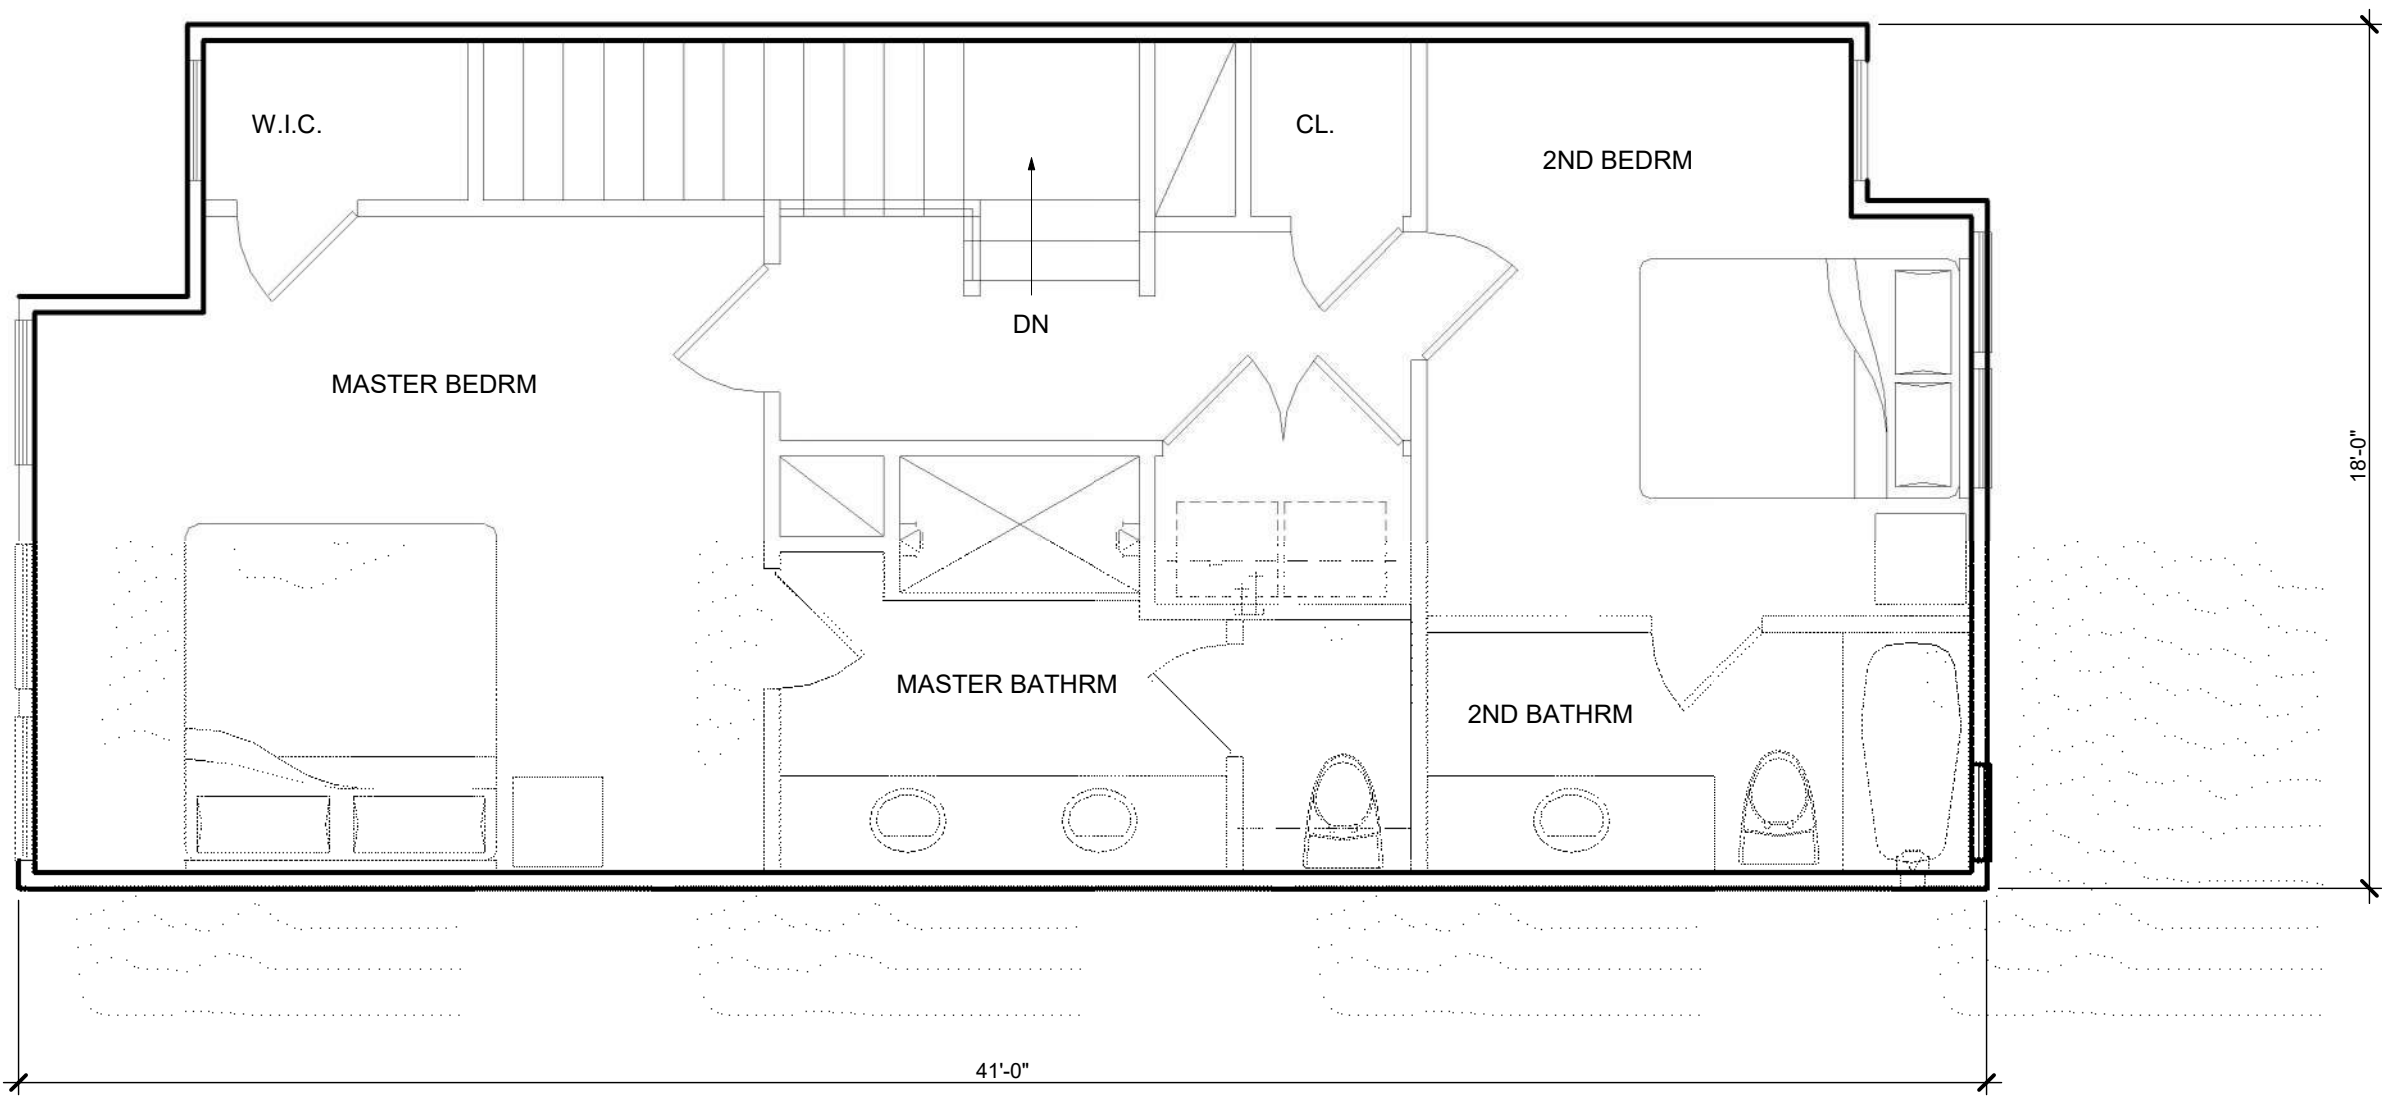 W.I.C.
CL.
2ND BEDRM
DN
MASTER BEDRM
18'-0"
MASTER BATHRM
2ND BATHRM
41'-0"